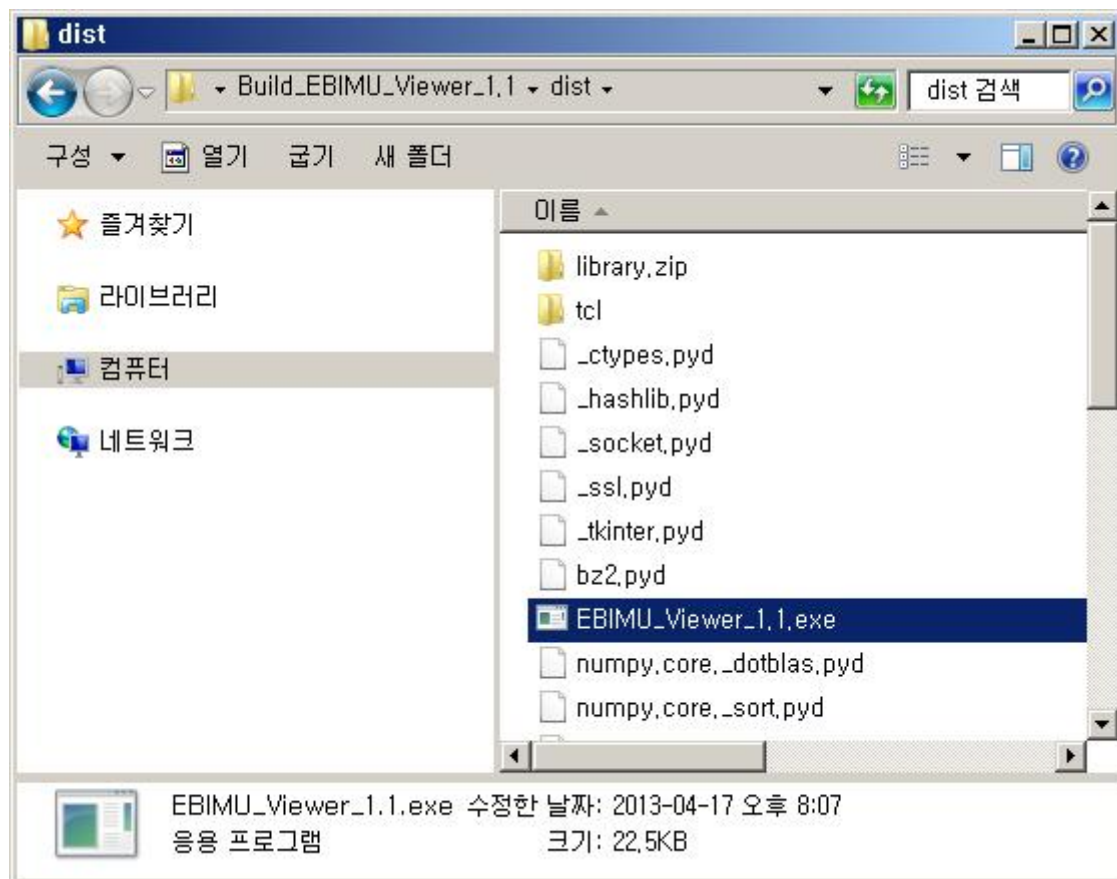 dist
Build_EBIMU_Viewer_1.1 dist
dist 검색
구성 열기 굽기 새 폴더
즐겨찾기
라이브러리
컴퓨터
네트워크
이름
library.zip
tcl
_ctypes.pyd
_hashlib.pyd
_socket.pyd
_ssl.pyd
_tkinter.pyd
bz2.pyd
EBIMU_Viewer_1.1.exe
numpy.core._dotblas.pyd
numpy.core._sort.pyd
EBIMU_Viewer_1.1.exe 수정한 날짜: 2013-04-17 오후 8:07
응용 프로그램 크기: 22.5KB